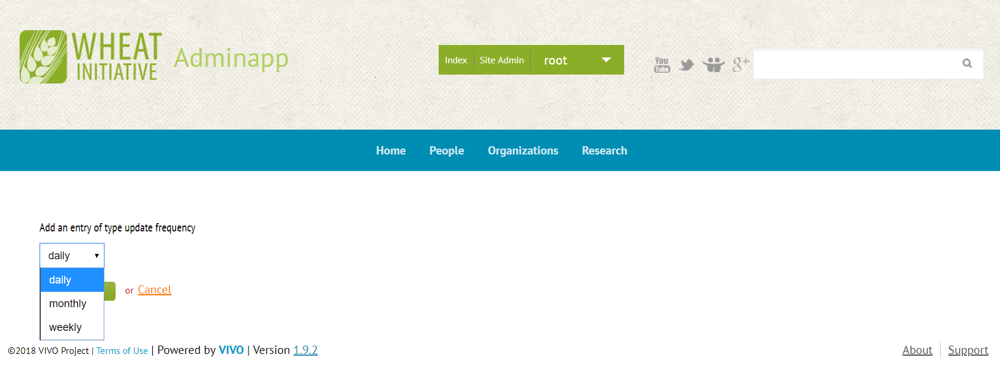 WHEAT
INITIATIVE
Adminapp
Index Site Admin root
You
Tube
g+
Home People Organizations Research
Add an entry of type update frequency
daily
daily
monthly
weekly
or Cancel
©2018 VIVO Project | Terms of Use | Powered by VIVO | Version 1.9.2
About Support